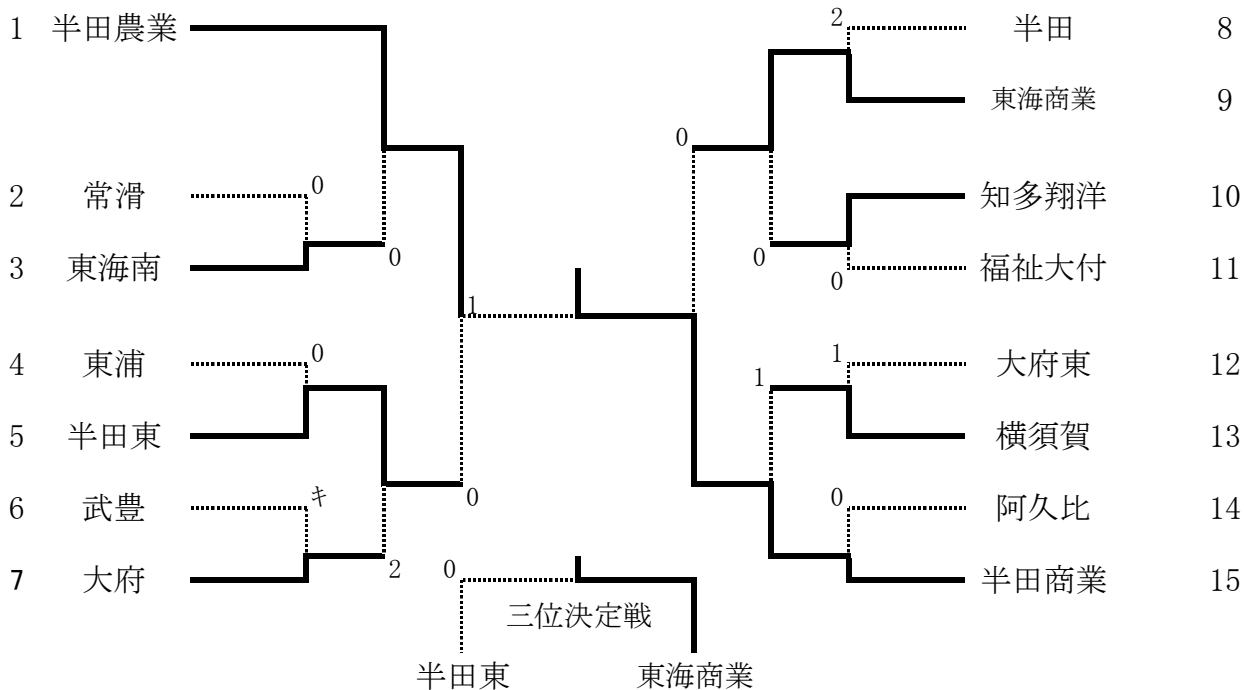 1 半田農業
2 常滑 0
3 東海南 0
4 東浦 0
5 半田東
6 武豊 キ
7 大府 2
1
0
2 半田 8
東海商業 9
0
知多翔洋 10
0 福祉大付 11
0
1 大府東 12
1
横須賀 13
0 阿久比 14
半田商業 15
0
三位決定戦
半田東 東海商業